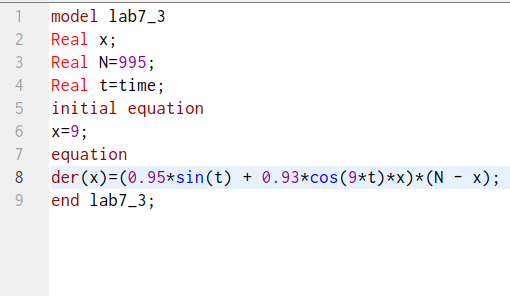 1 model lab7_3
2 Real x;
3 Real N=995;
4 Real t=time;
5 initial equation
6 x=9;
7 equation
8 der(x)=(0.95*sin(t) + 0.93*cos(9*t)*x)*(N - x);
9 end lab7_3;